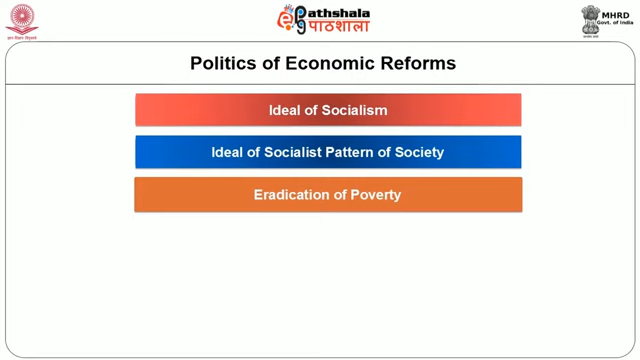 Pathshala
पाठशाला
MHRD
Govt. of India
Politics of Economic Reforms
Ideal of Socialism
Ideal of Socialist Pattern of Society
Eradication of Poverty